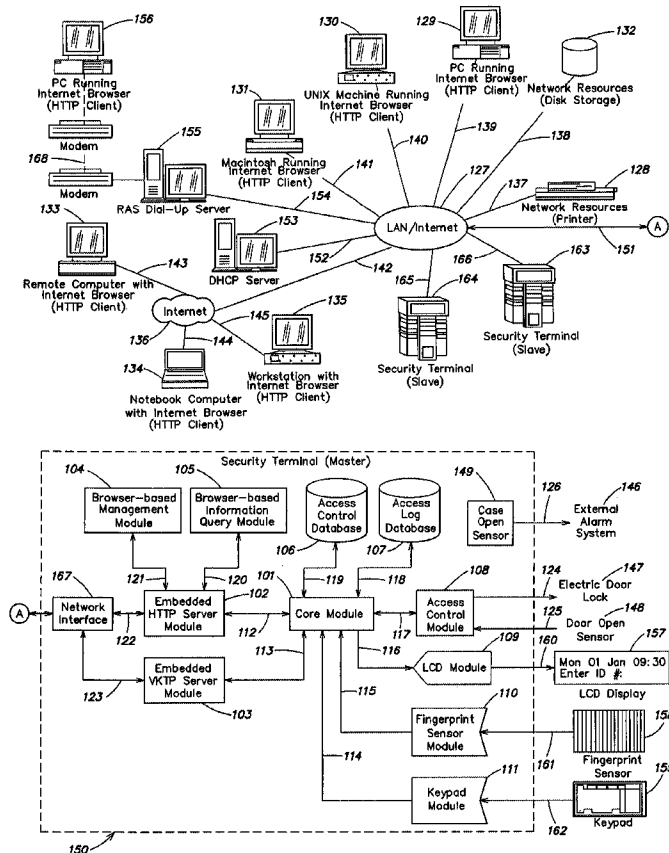 156
PC Running
Internet Browser
(HTTP Client)
Modem
168
Modem
155
RAS Dial-Up Server
131
Macintosh Running
Internet Browser
(HTTP Client)
130
UNIX Machine Running
Internet Browser
(HTTP Client)
129
PC Running
Internet Browser
(HTTP Client)
132
Network Resources
(Disk Storage)
141
140
139
127
138
137
128
Network Resources
(Printer)
LAN/Internet
A
151
154
153
DHCP Server
152
142
133
Remote Computer with
Internet Browser
(HTTP Client)
143
Internet
136
144
145
134
Notebook Computer
with Internet Browser
(HTTP Client)
135
Workstation with
Internet Browser
(HTTP Client)
165
164
Security Terminal
(Slave)
166
163
Security Terminal
(Slave)
Security Terminal (Master)
104
Browser-based
Management
Module
105
Browser-based
Information
Query Module
Access
Control
Database
106
Access
Log
Database
107
149
Case
Open
Sensor
126
146
External
Alarm
System
121
120
119
118
167
A
Network
Interface
122
Embedded
HTTP Server
Module
102
112
101
Core Module
117
108
Access
Control
Module
124
147
Electric Door
Lock
125
148
Door Open
Sensor
123
Embedded
VKTP Server
Module
103
113
116
109
LCD Module
160
157
Mon 01 Jan 09:30
Enter ID #:
LCD Display
115
110
Fingerprint
Sensor
Module
161
Fingerprint
Sensor
114
111
Keypad
Module
162
Keypad
150